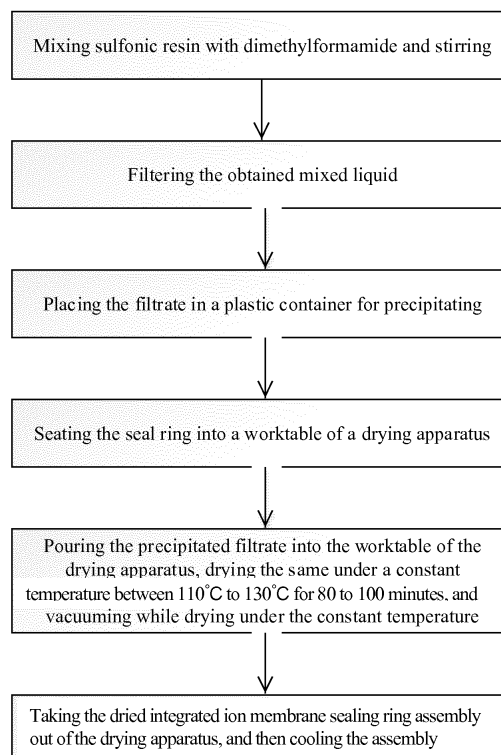 Mixing sulfonic resin with dimethylformamide and stirring
Filtering the obtained mixed liquid
Placing the filtrate in a plastic container for precipitating
Seating the seal ring into a worktable of a drying apparatus
Pouring the precipitated filtrate into the worktable of the
drying apparatus, drying the same under a constant
temperature between 110°C to 130°C for 80 to 100 minutes, and
vacuuming while drying under the constant temperature
Taking the dried integrated ion membrane sealing ring assembly
out of the drying apparatus, and then cooling the assembly